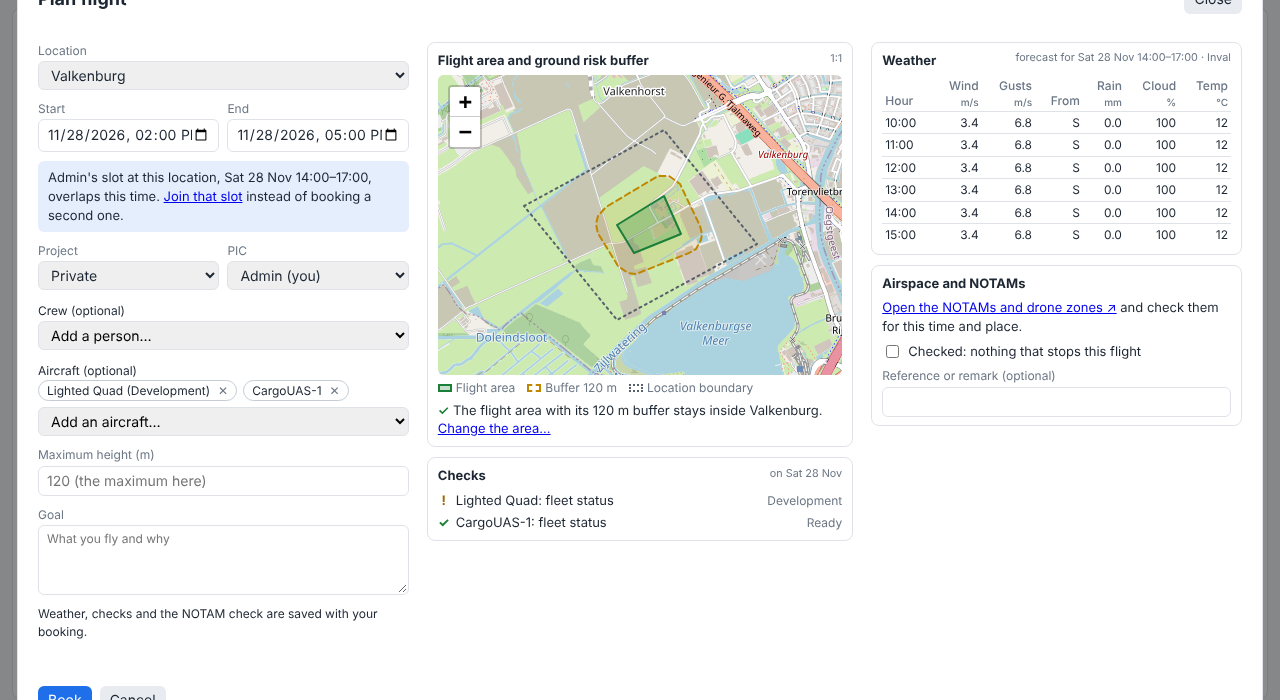 Plan flight
Close
Location
Valkenburg
Start
End
11/28/2026, 02:00 PM
11/28/2026, 05:00 PM
Admin's slot at this location, Sat 28 Nov 14:00–17:00,
overlaps this time. Join that slot instead of booking a
second one.
Project
PIC
Private
Admin (you)
Crew (optional)
Add a person...
Aircraft (optional)
Lighted Quad (Development) ×
CargoUAS-1 ×
Add an aircraft...
Maximum height (m)
120 (the maximum here)
Goal
What you fly and why
Weather, checks and the NOTAM check are saved with your
booking.
Book
Cancel
Flight area and ground risk buffer
1:1
+
−
Valkenhorst
enieur G. Tjalmaweg
Valkenburg
Torenvlietbr
Oegstgeest
Valkenburgse
Meer
Doleindsloot
Zijlwatering
Bru
Ri
Flight area
Buffer 120 m
Location boundary
✓ The flight area with its 120 m buffer stays inside Valkenburg.
Change the area...
Checks
on Sat 28 Nov
! Lighted Quad: fleet status Development
✓ CargoUAS-1: fleet status Ready
Weather
forecast for Sat 28 Nov 14:00–17:00 · Inval
Hour Wind m/s Gusts m/s From Rain mm Cloud % Temp °C
10:00 3.4 6.8 S 0.0 100 12
11:00 3.4 6.8 S 0.0 100 12
12:00 3.4 6.8 S 0.0 100 12
13:00 3.4 6.8 S 0.0 100 12
14:00 3.4 6.8 S 0.0 100 12
15:00 3.4 6.8 S 0.0 100 12
Airspace and NOTAMs
Open the NOTAMs and drone zones ↗ and check them
for this time and place.
Checked: nothing that stops this flight
Reference or remark (optional)